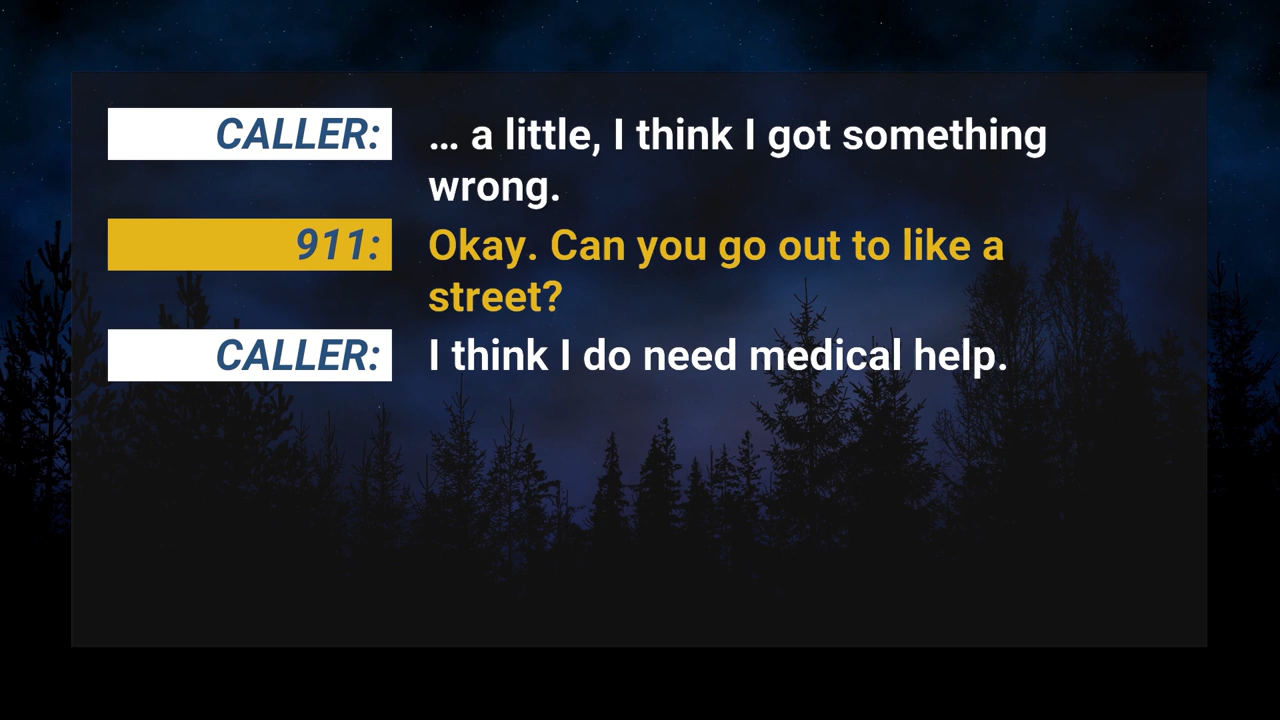 CALLER: … a little, I think I got something
wrong.
911: Okay. Can you go out to like a
street?
CALLER: I think I do need medical help.